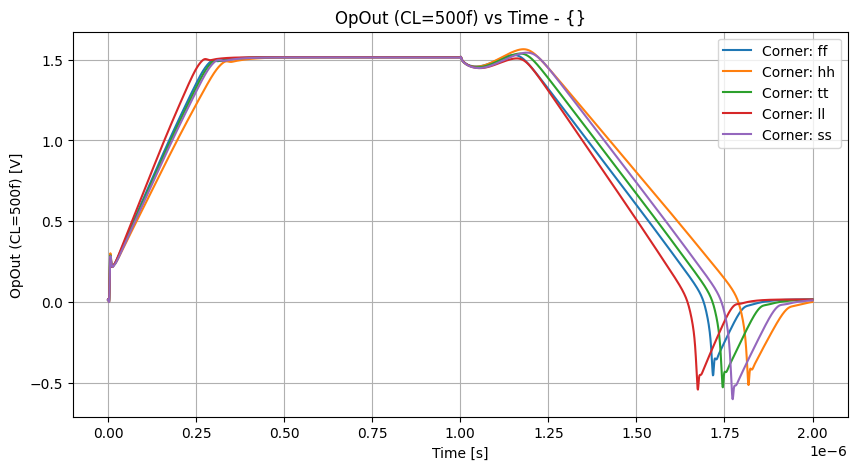 OpOut (CL=500f) vs Time - {}
OpOut (CL=500f) [V]
1.5
1.0
0.5
0.0
−0.5
Corner: ff
Corner: hh
Corner: tt
Corner: ll
Corner: ss
0.00 0.25 0.50 0.75 1.00 1.25 1.50 1.75 2.00
1e−6
Time [s]